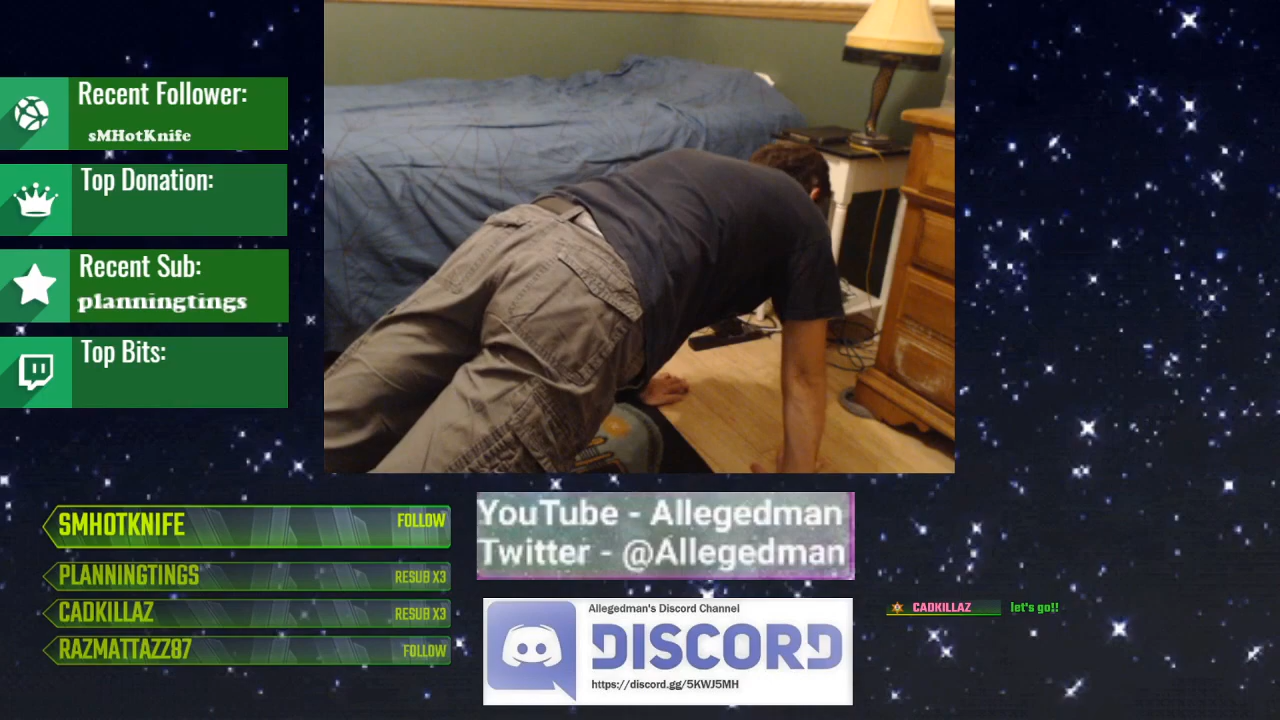 Recent Follower:
sMHotKnife
Top Donation:
Recent Sub:
planningtings
Top Bits:
SMHOTKNIFE FOLLOW
PLANNINGTINGS RESUB X3
CADKILLAZ RESUB X3
RAZMATTAZZ87 FOLLOW
YouTube - Allegedman
Twitter - @Allegedman
Allegedman's Discord Channel
DISCORD
https://discord.gg/5KWJ5MH
CADKILLAZ let's go!!